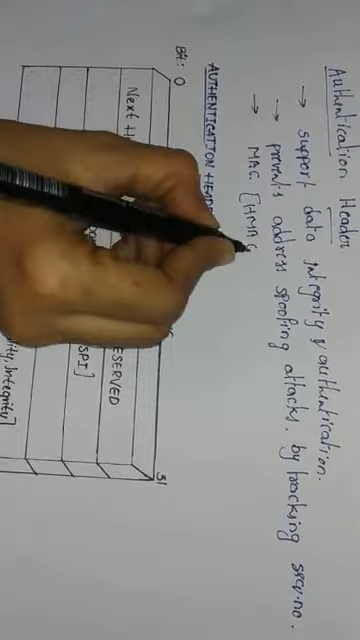 Authentication Header
→ support data integrity & authentication.
→ prevents address spoofing attacks. by tracking seq.no.
→ MAC [HMAC
AUTHENTICATION HEAD
Bit: 0 31
Next H
RESERVED
SPI]
Integrity]